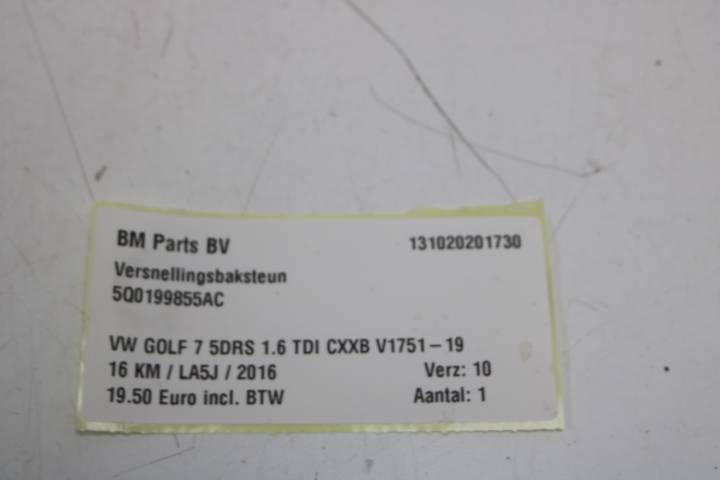 BM Parts BV 131020201730
Versnellingsbaksteun
5Q0199855AC
VW GOLF 7 5DRS 1.6 TDI CXXB V1751-19
16 KM / LA5J / 2016 Verz: 10
19.50 Euro incl. BTW Aantal: 1